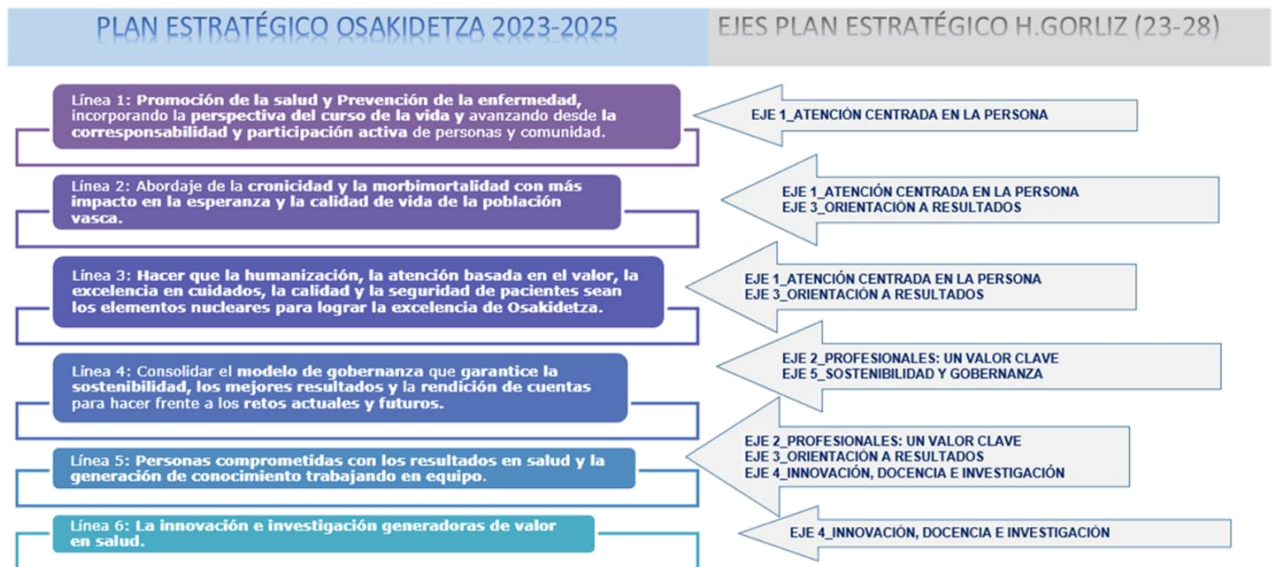 PLAN ESTRATÉGICO OSAKIDETZA 2023-2025
EJES PLAN ESTRATÉGICO H.GORLIZ (23-28)
Línea 1: Promoción de la salud y Prevención de la enfermedad,
incorporando la perspectiva del curso de la vida y avanzando desde la
corresponsabilidad y participación activa de personas y comunidad.
EJE 1_ATENCIÓN CENTRADA EN LA PERSONA
Línea 2: Abordaje de la cronicidad y la morbimortalidad con más
impacto en la esperanza y la calidad de vida de la población
vasca.
EJE 1_ATENCIÓN CENTRADA EN LA PERSONA
EJE 3_ORIENTACIÓN A RESULTADOS
Línea 3: Hacer que la humanización, la atención basada en el valor, la
excelencia en cuidados, la calidad y la seguridad de pacientes sean
los elementos nucleares para lograr la excelencia de Osakidetza.
EJE 1_ATENCIÓN CENTRADA EN LA PERSONA
EJE 3_ORIENTACIÓN A RESULTADOS
Línea 4: Consolidar el modelo de gobernanza que garantice la
sostenibilidad, los mejores resultados y la rendición de cuentas
para hacer frente a los retos actuales y futuros.
EJE 2_PROFESIONALES: UN VALOR CLAVE
EJE 5_SOSTENIBILIDAD Y GOBERNANZA
Línea 5: Personas comprometidas con los resultados en salud y la
generación de conocimiento trabajando en equipo.
EJE 2_PROFESIONALES: UN VALOR CLAVE
EJE 3_ORIENTACIÓN A RESULTADOS
EJE 4_INNOVACIÓN, DOCENCIA E INVESTIGACIÓN
Línea 6: La innovación e investigación generadoras de valor
en salud.
EJE 4_INNOVACIÓN, DOCENCIA E INVESTIGACIÓN